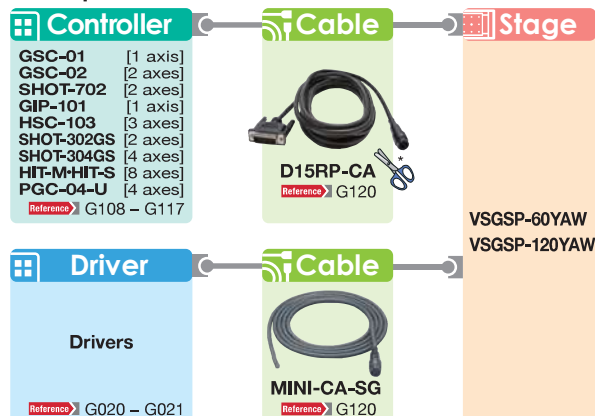 Controller
GSC-01 [1 axis]
GSC-02 [2 axes]
SHOT-702 [2 axes]
GIP-101 [1 axis]
HSC-103 [3 axes]
SHOT-302GS [2 axes]
SHOT-304GS [4 axes]
HIT-M•HIT-S [8 axes]
PGC-04-U [4 axes]
Reference G108 – G117
Cable
*
D15RP-CA
Reference G120
Stage
VSGSP-60YAW
VSGSP-120YAW
Driver
Drivers
Reference G020 – G021
Cable
MINI-CA-SG
Reference G120